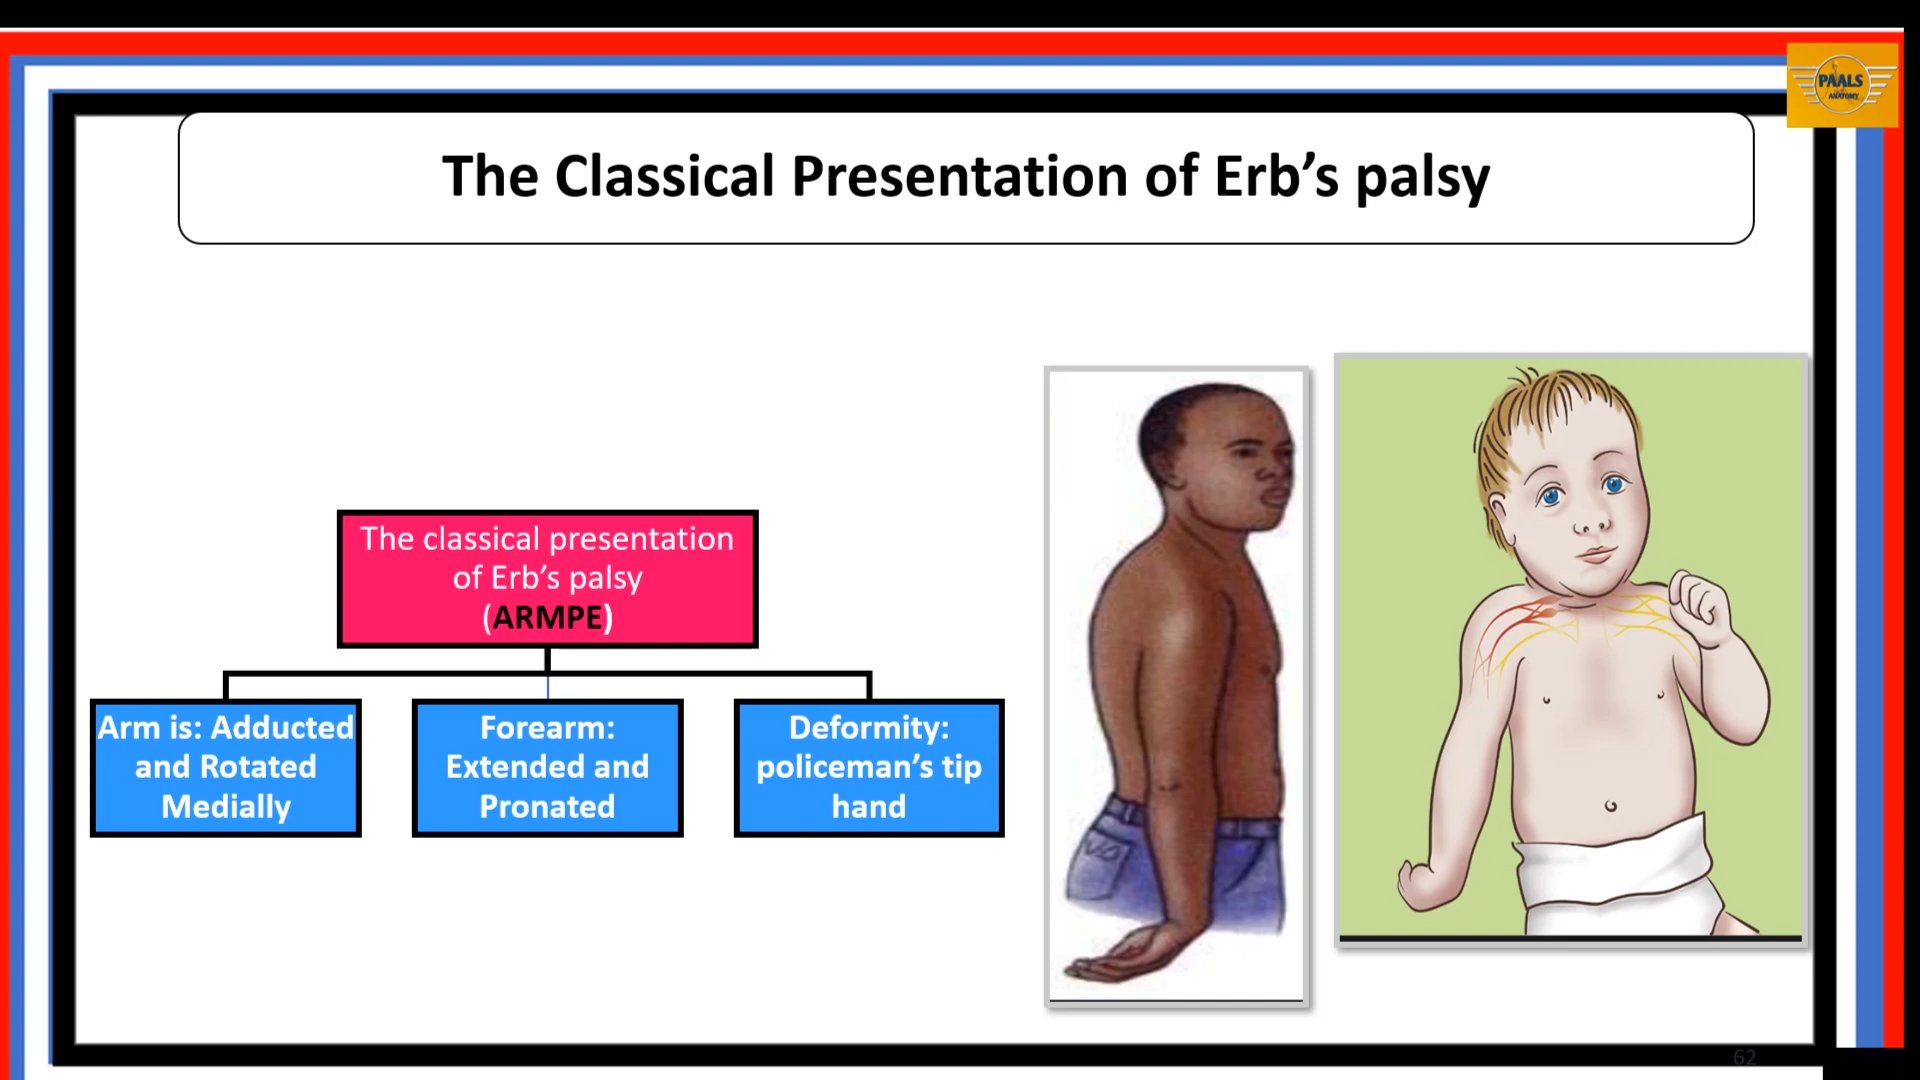 PAALS
ANATOMY
The Classical Presentation of Erb’s palsy
The classical presentation
of Erb’s palsy
(ARMPE)
Arm is: Adducted
and Rotated
Medially
Forearm:
Extended and
Pronated
Deformity:
policeman’s tip
hand
62